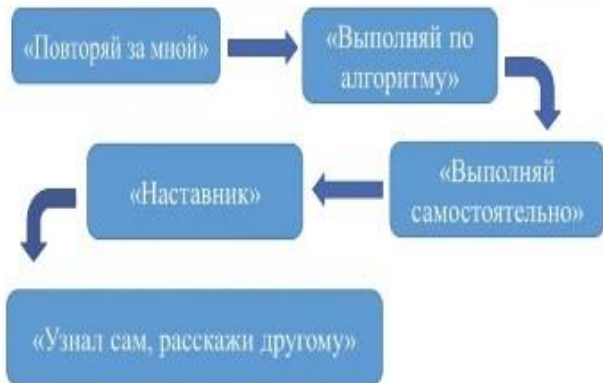 «Повторяй за мной»
«Выполняй по
алгоритму»
«Выполняй
самостоятельно»
«Наставник»
«Узнал сам, расскажи другому»